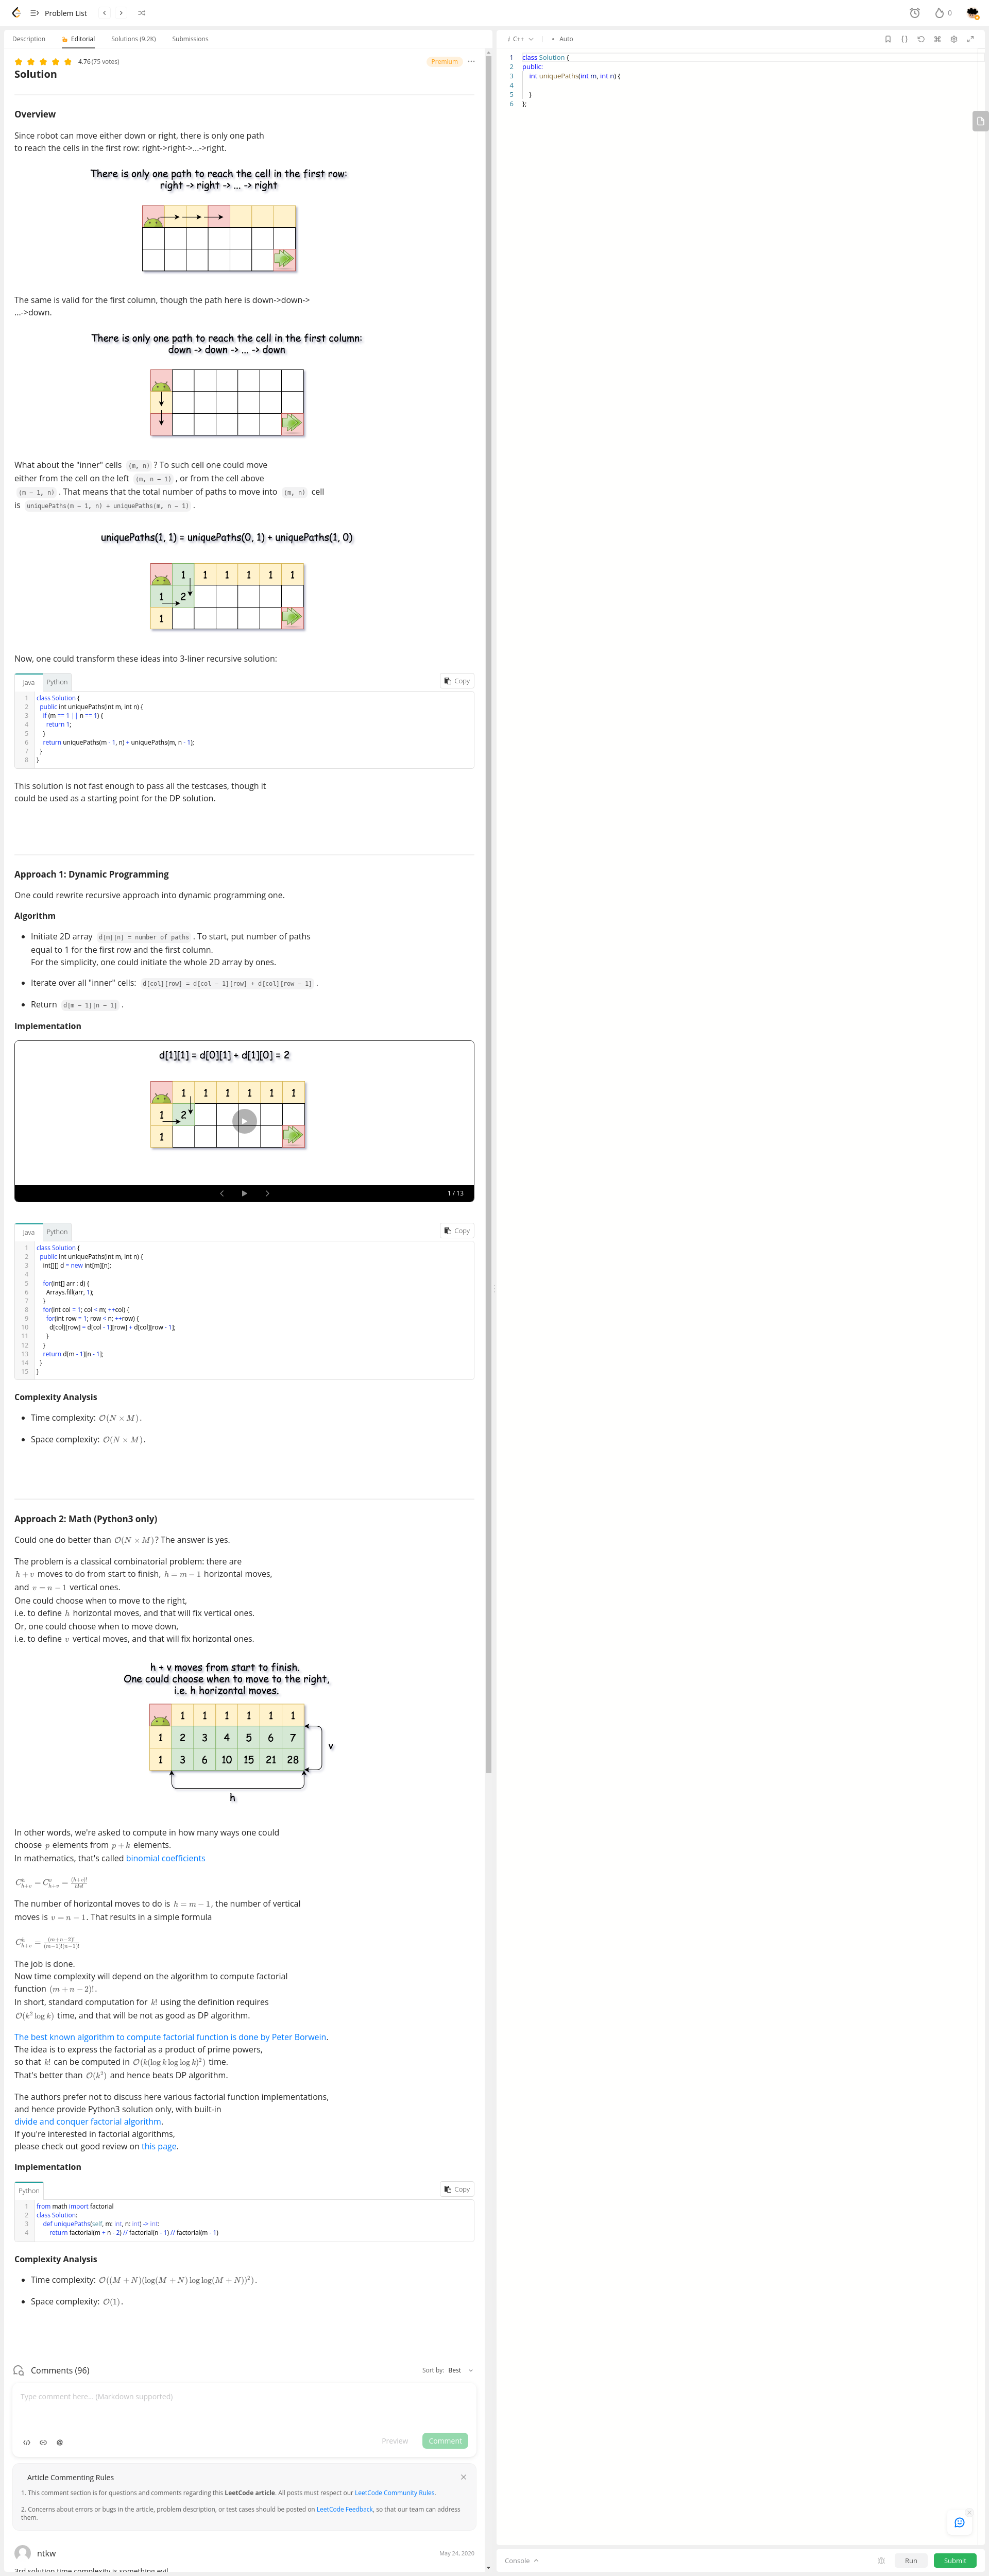 Problem List
0
Description
Editorial
Solutions (9.2K)
Submissions
4.76 (75 votes)
Premium
Solution
Overview
Since robot can move either down or right, there is only one path
to reach the cells in the first row: right->right->...->right.
There is only one path to reach the cell in the first row:
right -> right -> ... -> right
The same is valid for the first column, though the path here is down->down->
...->down.
There is only one path to reach the cell in the first column:
down -> down -> ... -> down
What about the "inner" cells (m, n) ? To such cell one could move
either from the cell on the left (m, n − 1) , or from the cell above
(m − 1, n) . That means that the total number of paths to move into (m, n) cell
is uniquePaths(m − 1, n) + uniquePaths(m, n − 1) .
uniquePaths(1, 1) = uniquePaths(0, 1) + uniquePaths(1, 0)
1 1 1 1 1 1
1 2
1
Now, one could transform these ideas into 3-liner recursive solution:
Java
Python
Copy
1 class Solution {
2 public int uniquePaths(int m, int n) {
3 if (m == 1 || n == 1) {
4 return 1;
5 }
6 return uniquePaths(m - 1, n) + uniquePaths(m, n - 1);
7 }
8 }
This solution is not fast enough to pass all the testcases, though it
could be used as a starting point for the DP solution.
Approach 1: Dynamic Programming
One could rewrite recursive approach into dynamic programming one.
Algorithm
• Initiate 2D array d[m][n] = number of paths . To start, put number of paths
equal to 1 for the first row and the first column.
For the simplicity, one could initiate the whole 2D array by ones.
• Iterate over all "inner" cells: d[col][row] = d[col − 1][row] + d[col][row − 1] .
• Return d[m − 1][n − 1] .
Implementation
d[1][1] = d[0][1] + d[1][0] = 2
1 1 1 1 1 1
1 2
1
1 / 13
Java
Python
Copy
1 class Solution {
2 public int uniquePaths(int m, int n) {
3 int[][] d = new int[m][n];
4
5 for(int[] arr : d) {
6 Arrays.fill(arr, 1);
7 }
8 for(int col = 1; col < m; ++col) {
9 for(int row = 1; row < n; ++row) {
10 d[col][row] = d[col - 1][row] + d[col][row - 1];
11 }
12 }
13 return d[m - 1][n - 1];
14 }
15 }
Complexity Analysis
• Time complexity: O(N × M).
• Space complexity: O(N × M).
Approach 2: Math (Python3 only)
Could one do better than O(N × M)? The answer is yes.
The problem is a classical combinatorial problem: there are
h + v moves to do from start to finish, h = m − 1 horizontal moves,
and v = n − 1 vertical ones.
One could choose when to move to the right,
i.e. to define h horizontal moves, and that will fix vertical ones.
Or, one could choose when to move down,
i.e. to define v vertical moves, and that will fix horizontal ones.
h + v moves from start to finish.
One could choose when to move to the right,
i.e. h horizontal moves.
1 1 1 1 1 1
1 2 3 4 5 6 7
1 3 6 10 15 21 28
v
h
In other words, we're asked to compute in how many ways one could
choose p elements from p + k elements.
In mathematics, that's called binomial coefficients
C^h_{h+v} = C^v_{h+v} = (h+v)!/h!v!
The number of horizontal moves to do is h = m − 1, the number of vertical
moves is v = n − 1. That results in a simple formula
C^h_{h+v} = (m+n−2)!/(m−1)!(n−1)!
The job is done.
Now time complexity will depend on the algorithm to compute factorial
function (m + n − 2)!.
In short, standard computation for k! using the definition requires
O(k² log k) time, and that will be not as good as DP algorithm.
The best known algorithm to compute factorial function is done by Peter Borwein.
The idea is to express the factorial as a product of prime powers,
so that k! can be computed in O(k(log k log log k)²) time.
That's better than O(k²) and hence beats DP algorithm.
The authors prefer not to discuss here various factorial function implementations,
and hence provide Python3 solution only, with built-in
divide and conquer factorial algorithm.
If you're interested in factorial algorithms,
please check out good review on this page.
Implementation
Python
Copy
1 from math import factorial
2 class Solution:
3 def uniquePaths(self, m: int, n: int) -> int:
4 return factorial(m + n - 2) // factorial(n - 1) // factorial(m - 1)
Complexity Analysis
• Time complexity: O((M + N)(log(M + N) log log(M + N))²).
• Space complexity: O(1).
Comments (96)
Sort by: Best
Type comment here... (Markdown supported)
Preview
Comment
Article Commenting Rules
1. This comment section is for questions and comments regarding this LeetCode article. All posts must respect our LeetCode Community Rules.
2. Concerns about errors or bugs in the article, problem description, or test cases should be posted on LeetCode Feedback, so that our team can address
them.
ntkw
May 24, 2020
3rd solution time complexity is something evil
i C++
Auto
1 class Solution {
2 public:
3 int uniquePaths(int m, int n) {
4
5 }
6 };
Console
Run
Submit